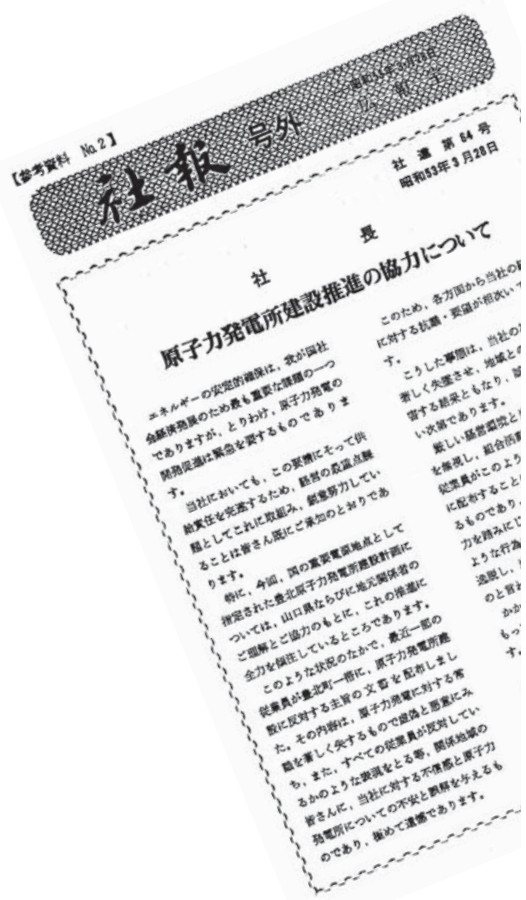 【参考資料 No.2】
社報 号外
社達第64号
昭和53年3月28日
社長
原子力発電所建設推進の協力について
エネルギーの安定的確保は、我が国社
会経済発展のため最も重要な課題の一つ
でありますが、とりわけ、原子力発電の
開発促進は緊急を要するものでありま
す。
当社においても、この要請にそって供
給責任を完遂するため、経営の最重点課
題としてこれに取組み、鋭意努力してい
ることは皆さん既にご承知のとおりであ
ります。
特に、今回、国の重要電源地点として
指定された豊北原子力発電所建設計画に
ついては、山口県ならびに地元関係者の
ご理解とご協力のもとに、これの推進に
全力を傾注しているところであります。
このような状況のなかで、最近一部の
従業員が豊北町一帯に、原子力発電所建
設に反対する主旨の文書を配布しまし
た。その内容は、原子力発電に対する常
識を著しく失するもので虚偽と悪意にみ
ち、また、すべての従業員が反対してい
るかのような表現をとる等、関係地域の
皆さんに、当社に対する不信感と原子力
発電所についての不安と誤解を与えるも
のであり、極めて遺憾であります。
このため、各方面から当社の
に対する抗議・要望が相次い
す。
こうした事態は、当社の
著しく失墜させ、地域との
害する結果ともなり、
い次第であります。
厳しい経営環境
を無視し、組合活
従業員がこのよう
に配布すること
るものであり、
力を踏みにじ
ような行為
逸脱し、
のと言わ
かか
もっ
す。